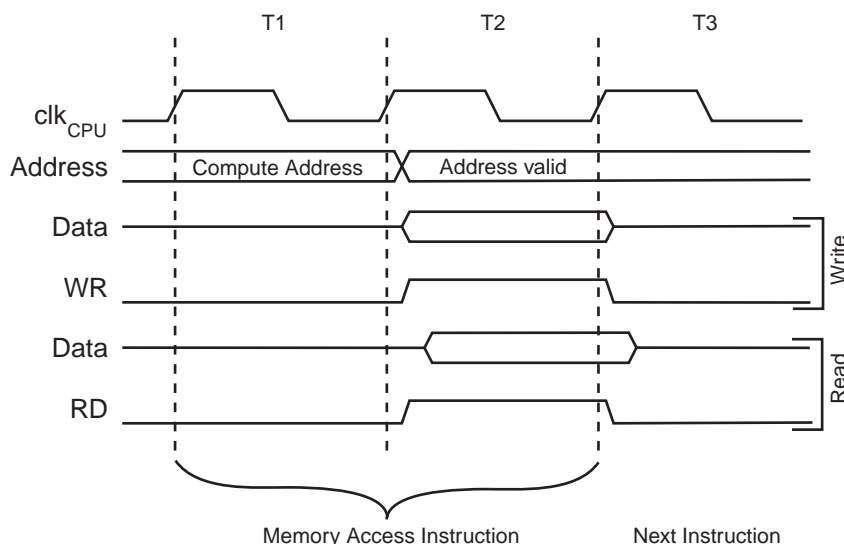 T1 T2 T3
clkCPU
Address Compute Address Address valid
Data
WR
Write
Data
RD
Read
Memory Access Instruction Next Instruction